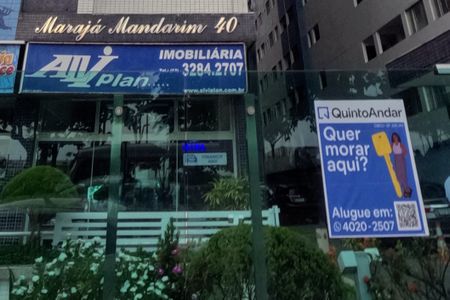 Marajá Mandarim 40
Alvi Plan
IMOBILIÁRIA
3284.2707
www.alviplan.com.br
QuintoAndar
Quer
morar
aqui?
Alugue em:
4020-2507